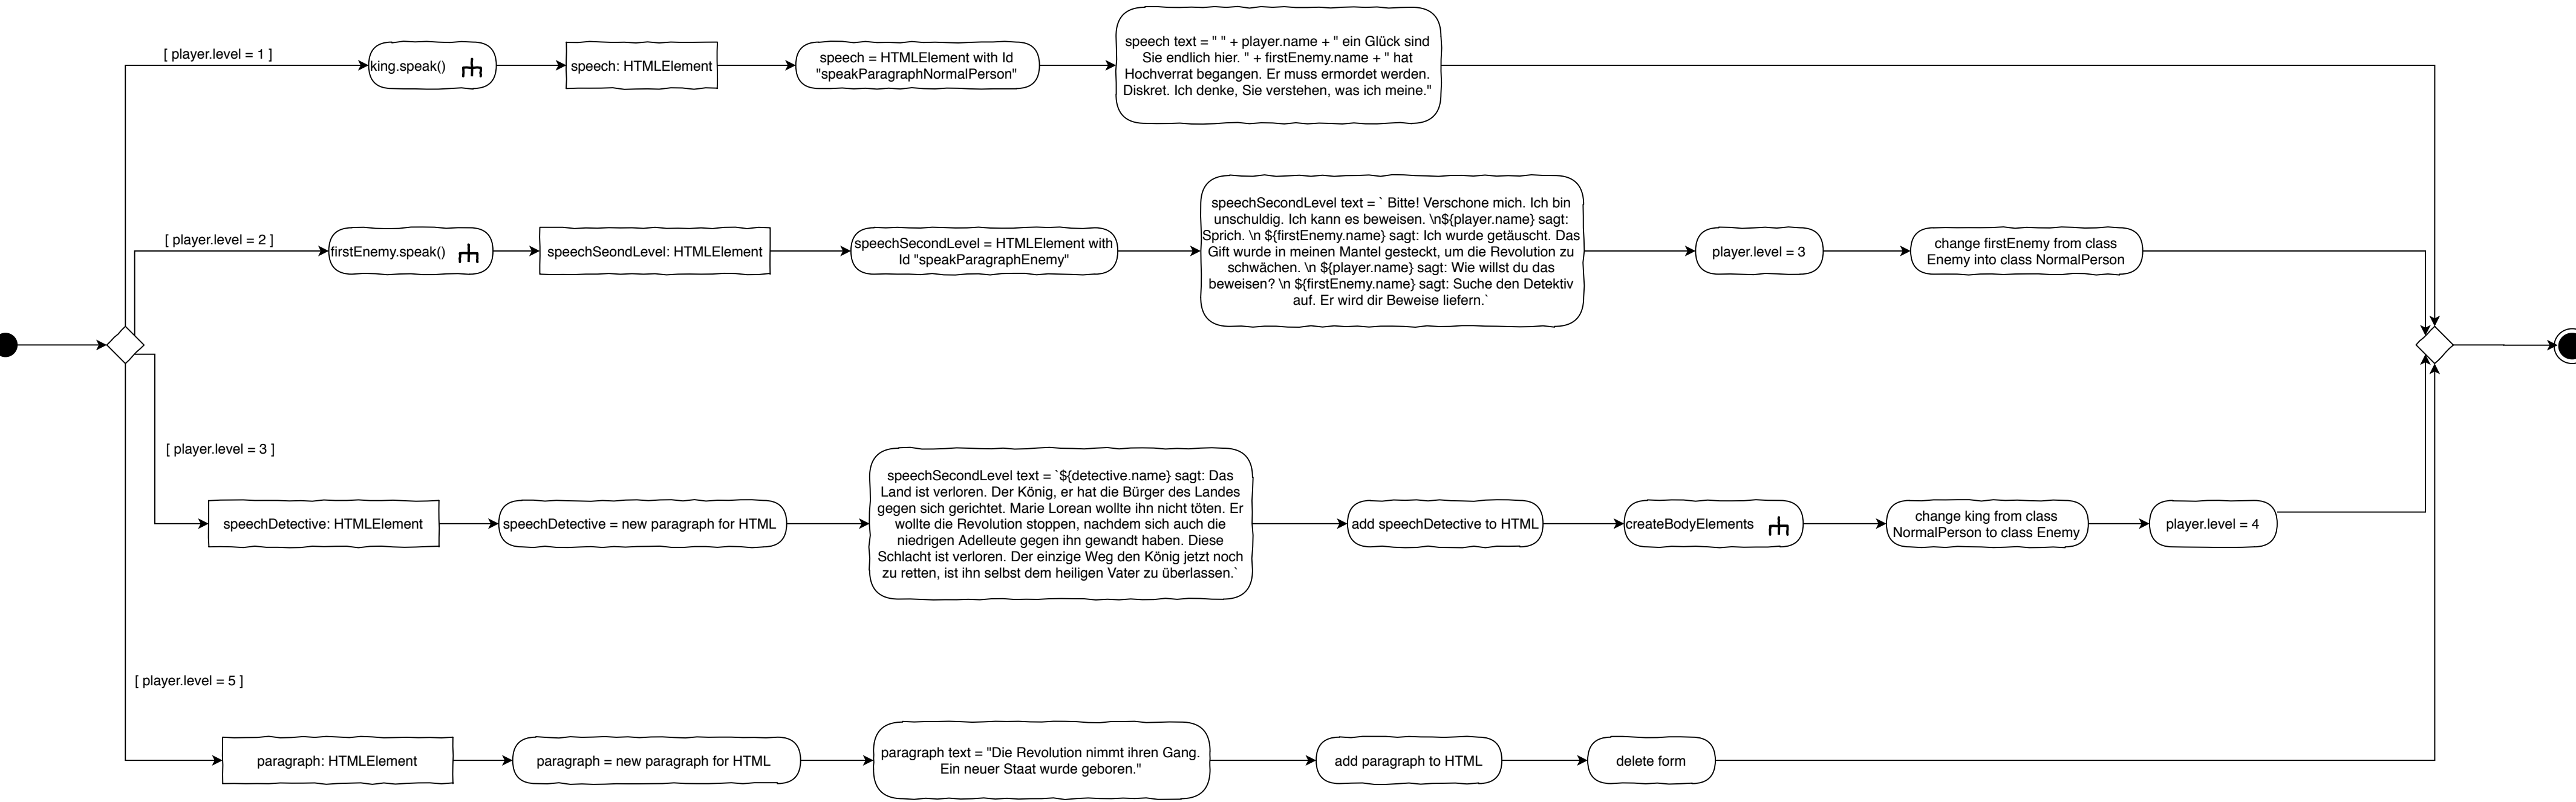 [ player.level = 1 ]
king.speak()
speech: HTMLElement
speech = HTMLElement with Id
"speakParagraphNormalPerson"
speech text = " " + player.name + " ein Glück sind
Sie endlich hier. " + firstEnemy.name + " hat
Hochverrat begangen. Er muss ermordet werden.
Diskret. Ich denke, Sie verstehen, was ich meine."
[ player.level = 2 ]
firstEnemy.speak()
speechSeondLevel: HTMLElement
speechSecondLevel = HTMLElement with
Id "speakParagraphEnemy"
speechSecondLevel text = ` Bitte! Verschone mich. Ich bin
unschuldig. Ich kann es beweisen. \n${player.name} sagt:
Sprich. \n ${firstEnemy.name} sagt: Ich wurde getäuscht. Das
Gift wurde in meinen Mantel gesteckt, um die Revolution zu
schwächen. \n ${player.name} sagt: Wie willst du das
beweisen? \n ${firstEnemy.name} sagt: Suche den Detektiv
auf. Er wird dir Beweise liefern.`
player.level = 3
change firstEnemy from class
Enemy into class NormalPerson
[ player.level = 3 ]
speechDetective: HTMLElement
speechDetective = new paragraph for HTML
speechSecondLevel text = `${detective.name} sagt: Das
Land ist verloren. Der König, er hat die Bürger des Landes
gegen sich gerichtet. Marie Lorean wollte ihn nicht töten. Er
wollte die Revolution stoppen, nachdem sich auch die
niedrigen Adelleute gegen ihn gewandt haben. Diese
Schlacht ist verloren. Der einzige Weg den König jetzt noch
zu retten, ist ihn selbst dem heiligen Vater zu überlassen.`
add speechDetective to HTML
createBodyElements
change king from class
NormalPerson to class Enemy
player.level = 4
[ player.level = 5 ]
paragraph: HTMLElement
paragraph = new paragraph for HTML
paragraph text = "Die Revolution nimmt ihren Gang.
Ein neuer Staat wurde geboren."
add paragraph to HTML
delete form